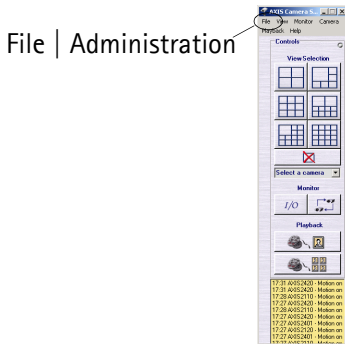 File | Administration
AXIS Camera S...
File View Monitor Camera
Playback Help
Controls
View Selection
Select a camera
Monitor
I/O
Playback
17:31 AXIS2420 - Motion on
17:31 AXIS2420 - Motion on
17:28 AXIS2110 - Motion on
17:28 AXIS2420 - Motion on
17:27 AXIS2110 - Motion on
17:27 AXIS2401 - Motion on
17:27 AXIS2120 - Motion on
17:27 AXIS2401 - Motion on
17:27 AXIS2110 - Motion on